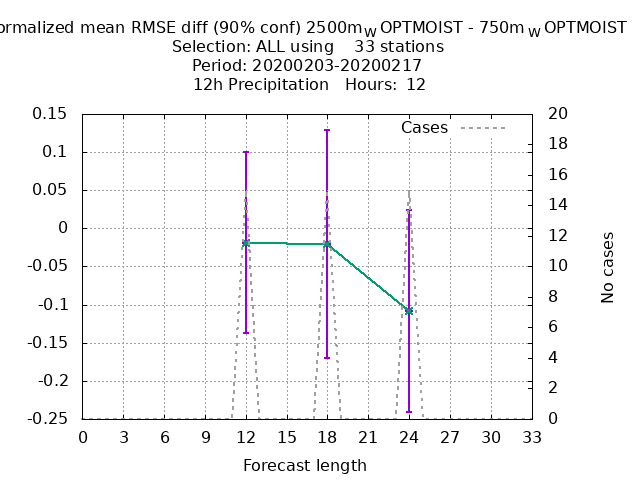 ormalized mean RMSE diff (90% conf) 2500m_W OPTMOIST - 750m_W OPTMOIST
Selection: ALL using 33 stations
Period: 20200203-20200217
12h Precipitation Hours: 12
Cases
0.15
0.1
0.05
0
-0.05
-0.1
-0.15
-0.2
-0.25
20
18
16
14
12
10
8
6
4
2
0
No cases
0 3 6 9 12 15 18 21 24 27 30 33
Forecast length